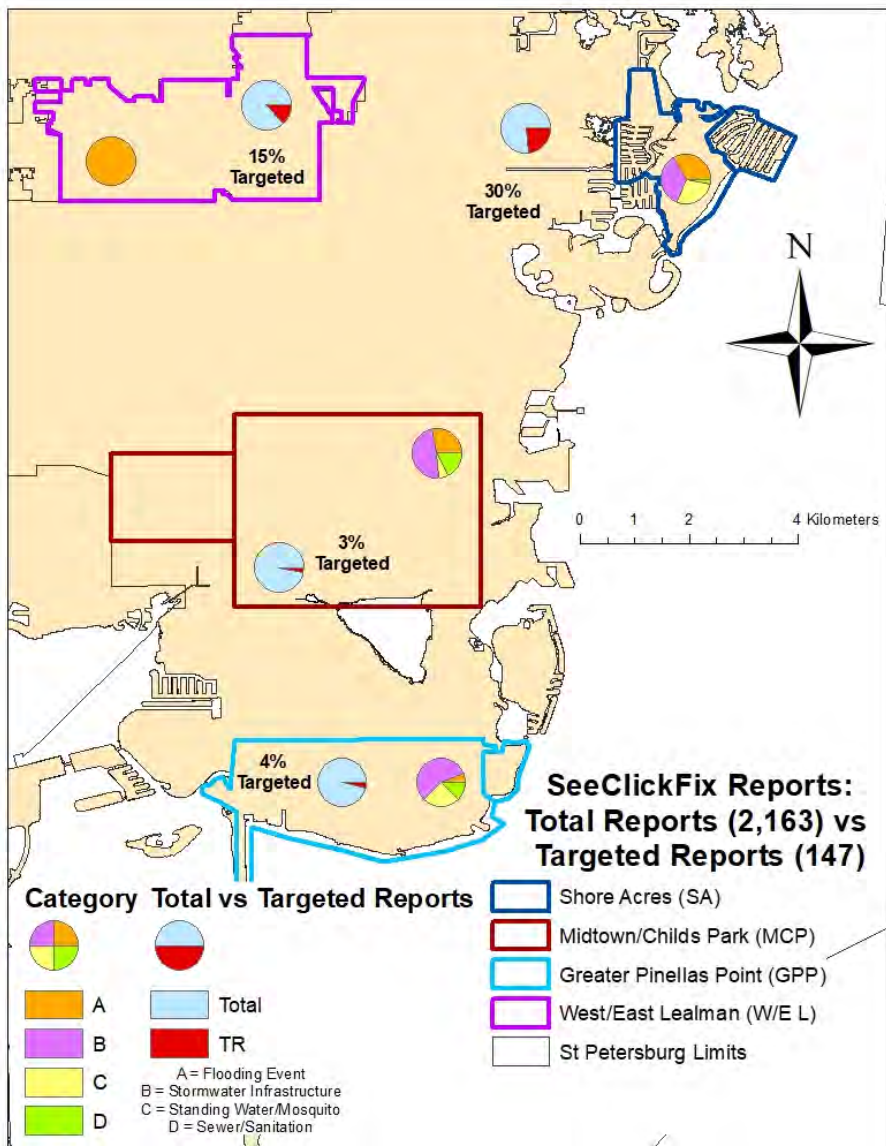 15%
Targeted
30%
Targeted
N
0 1 2 4 Kilometers
3%
Targeted
4%
Targeted
SeeClickFix Reports:
Total Reports (2,163) vs
Targeted Reports (147)
Shore Acres (SA)
Midtown/Childs Park (MCP)
Greater Pinellas Point (GPP)
West/East Lealman (W/E L)
St Petersburg Limits
Category
A
B
C
D
Total vs Targeted Reports
Total
TR
A = Flooding Event
B = Stormwater Infrastructure
C = Standing Water/Mosquito
D = Sewer/Sanitation